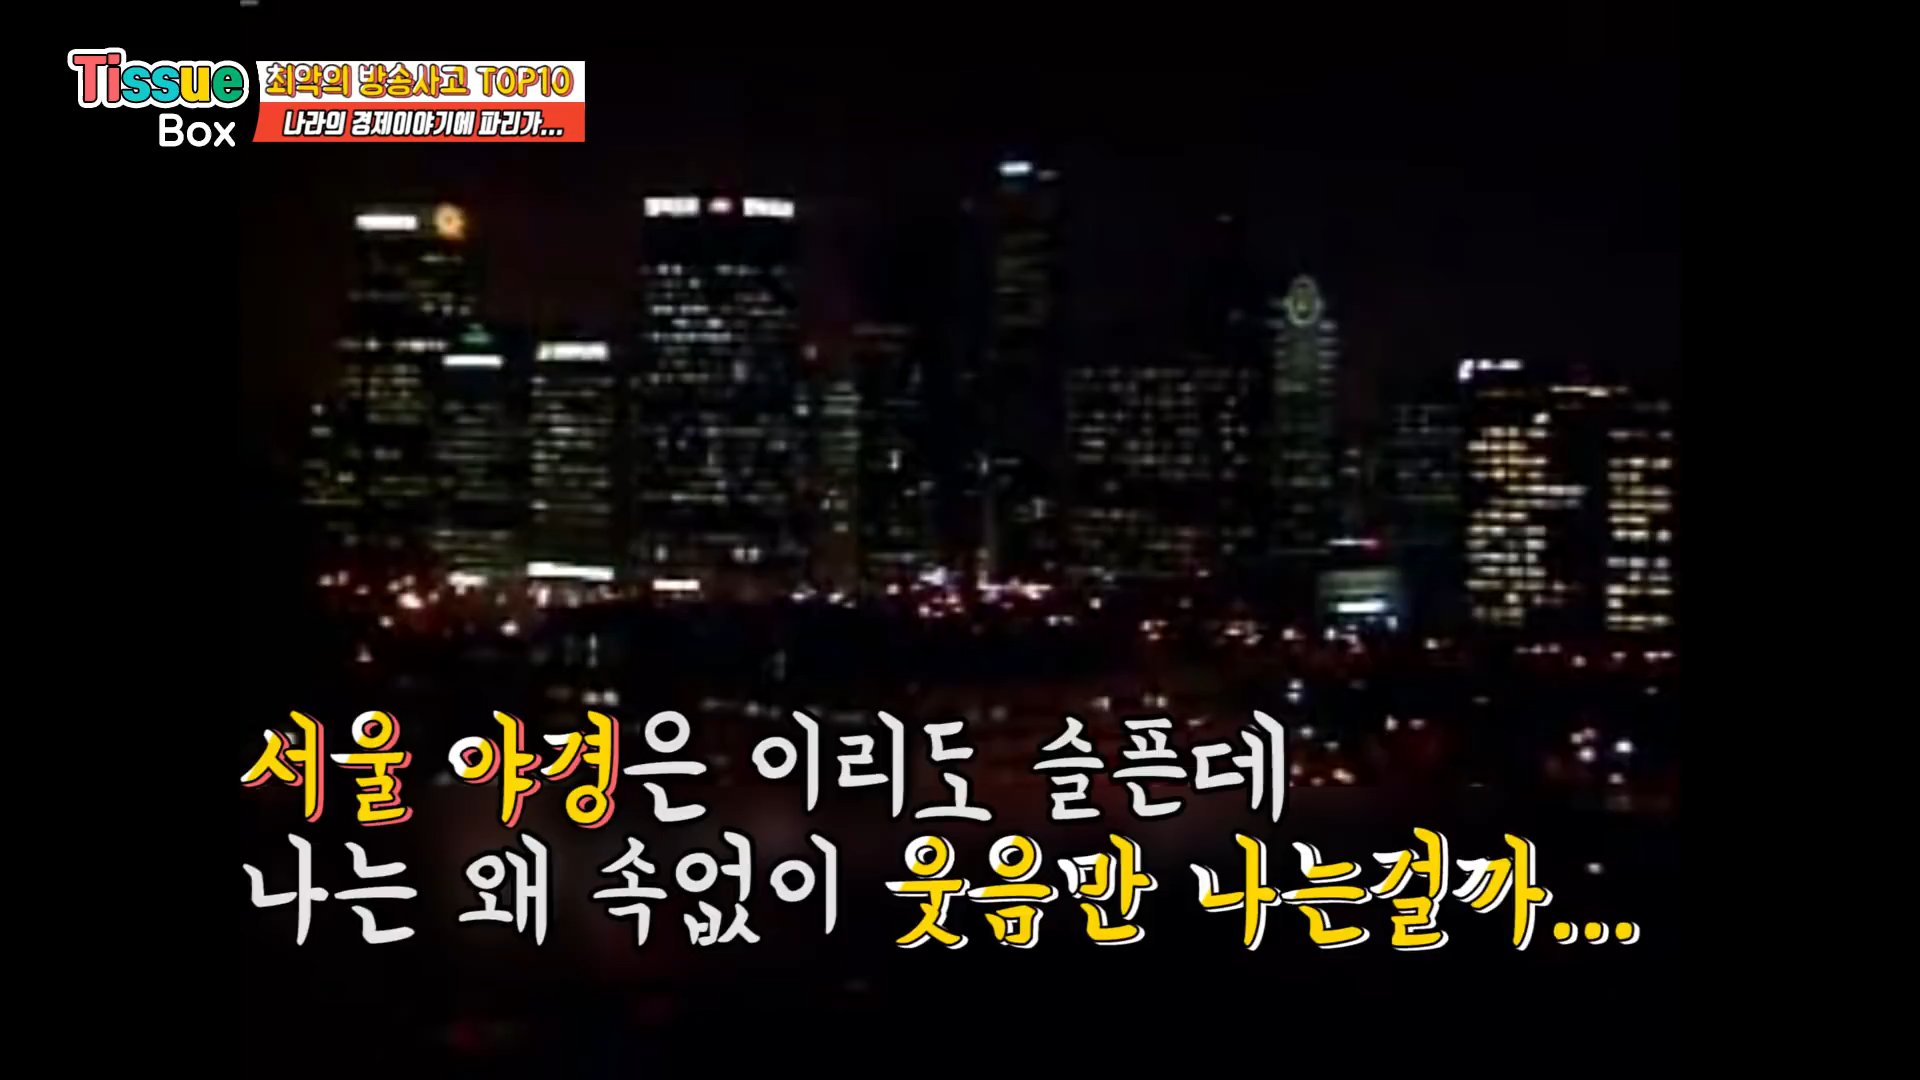 Tissue
Box
최악의 방송사고 TOP10
나라의 경제이야기에 파리가...
서울 야경은 이리도 슬픈데
나는 왜 속없이 웃음만 나는걸까...